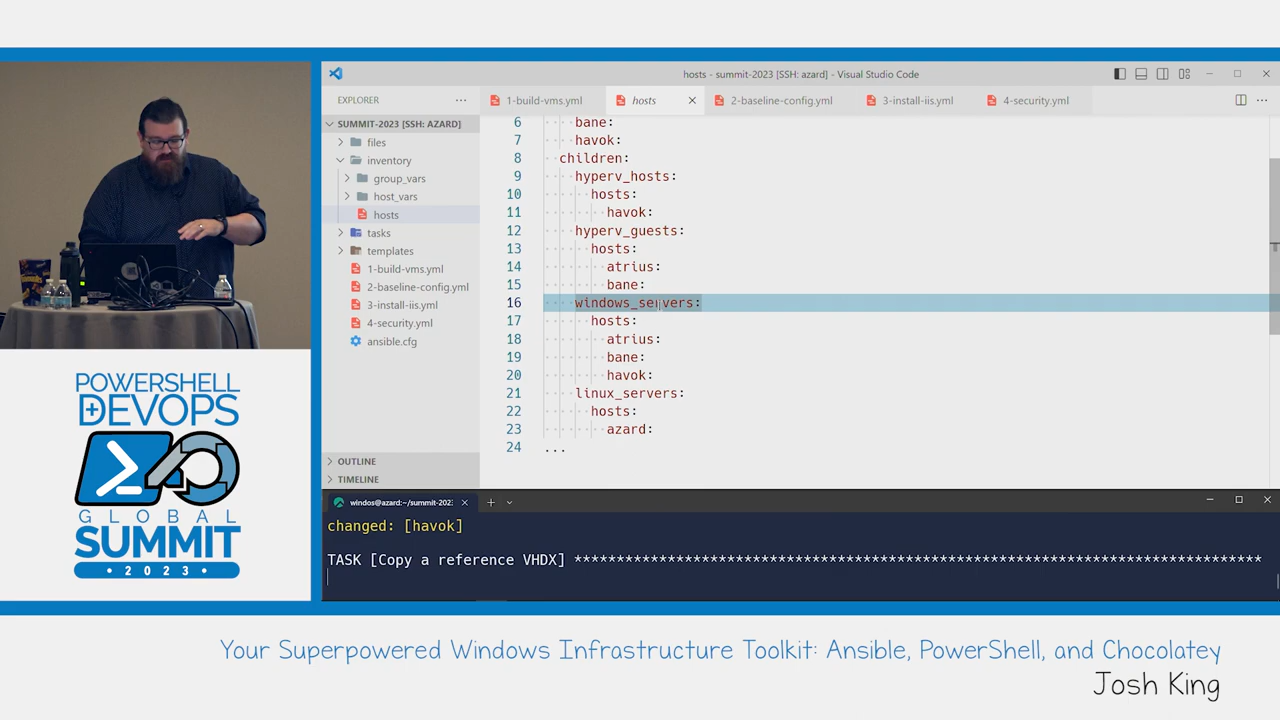 hosts - summit-2023 [SSH: azard] - Visual Studio Code
EXPLORER
1-build-vms.yml
hosts
2-baseline-config.yml
3-install-iis.yml
4-security.yml
SUMMIT-2023 [SSH: AZARD]
files
inventory
group_vars
host_vars
hosts
tasks
templates
1-build-vms.yml
2-baseline-config.yml
3-install-iis.yml
4-security.yml
ansible.cfg
OUTLINE
TIMELINE
6 bane:
7 havok:
8 children:
9 hyperv_hosts:
10 hosts:
11 havok:
12 hyperv_guests:
13 hosts:
14 atrius:
15 bane:
16 windows_servers:
17 hosts:
18 atrius:
19 bane:
20 havok:
21 linux_servers:
22 hosts:
23 azard:
24 ...
windos@azard:~/summit-202
changed: [havok]
TASK [Copy a reference VHDX] *********************************************************************************
POWERSHELL
+DEVOPS
GLOBAL
SUMMIT
• 2023 •
Your Superpowered Windows Infrastructure Toolkit: Ansible, PowerShell, and Chocolatey
Josh King